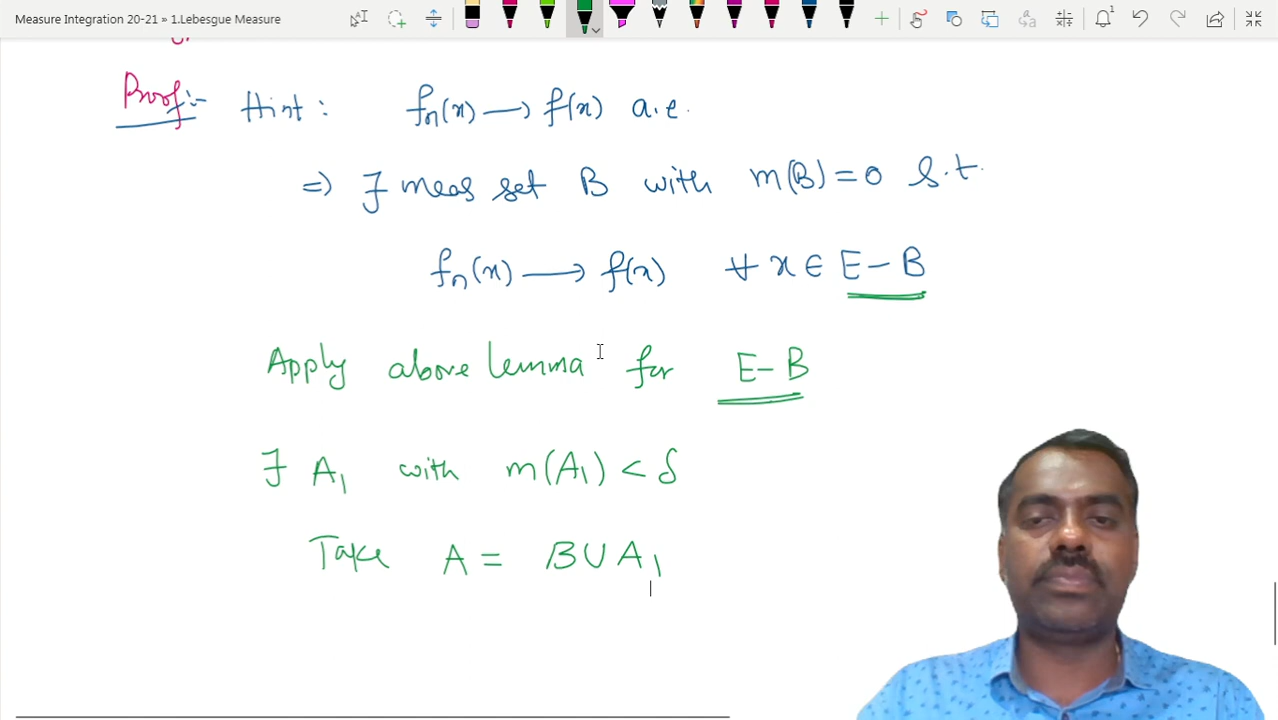 Measure Integration 20-21 » 1.Lebesgue Measure
Proof:- Hint : fn(x) → f(x) a.e.
⇒ ∃ meas set B with m(B) = 0 s.t.
fn(x) → f(x) ∀ x ∈ E - B
Apply above lemma for E - B
∃ A1 with m(A1) < δ
Take A = B ∪ A1